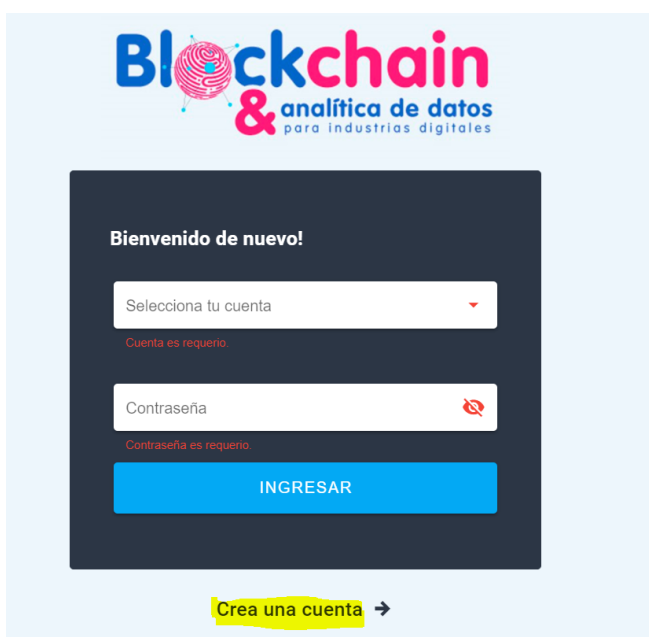 Blockchain
& analítica de datos
para industrias digitales
Bienvenido de nuevo!
Selecciona tu cuenta
Cuenta es requerio.
Contraseña
Contraseña es requerio.
INGRESAR
Crea una cuenta →